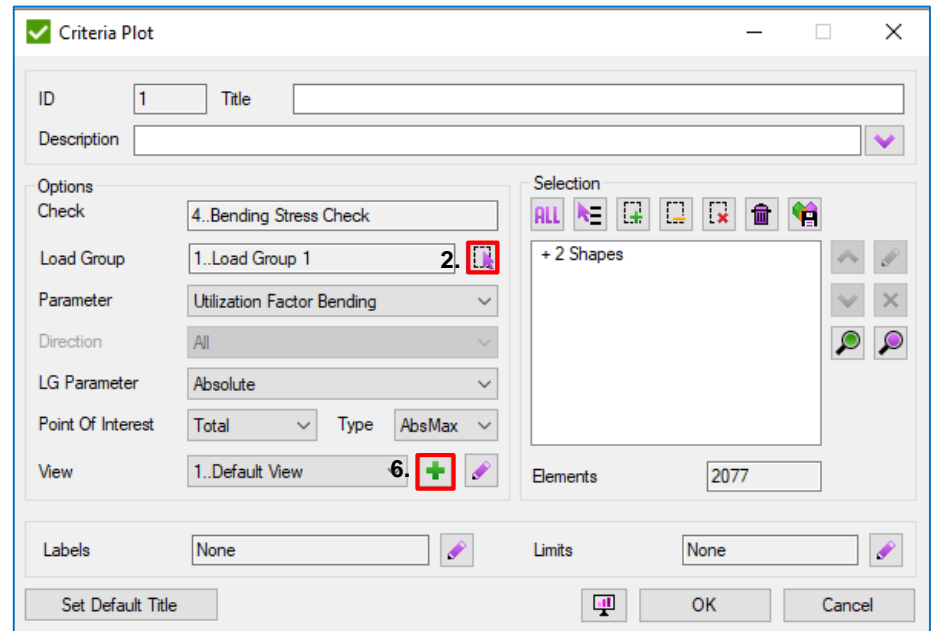 Criteria Plot
ID 1 Title
Description
Options
Check 4..Bending Stress Check
Load Group 1..Load Group 1 2.
Parameter Utilization Factor Bending
Direction All
LG Parameter Absolute
Point Of Interest Total Type AbsMax
View 1..Default View 6.
Selection
ALL
+ 2 Shapes
Elements 2077
Labels None
Limits None
Set Default Title
OK
Cancel